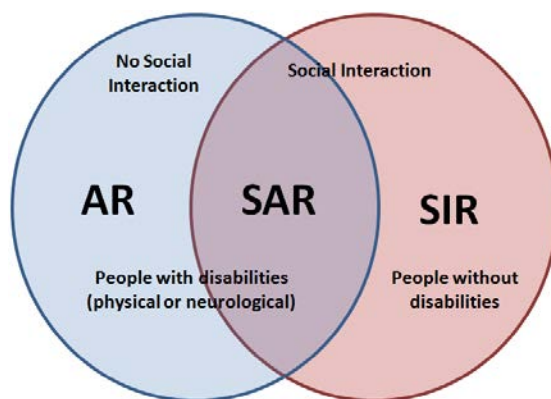 No Social
Interaction
Social Interaction
AR
SAR
SIR
People with disabilities
(physical or neurological)
People without
disabilities